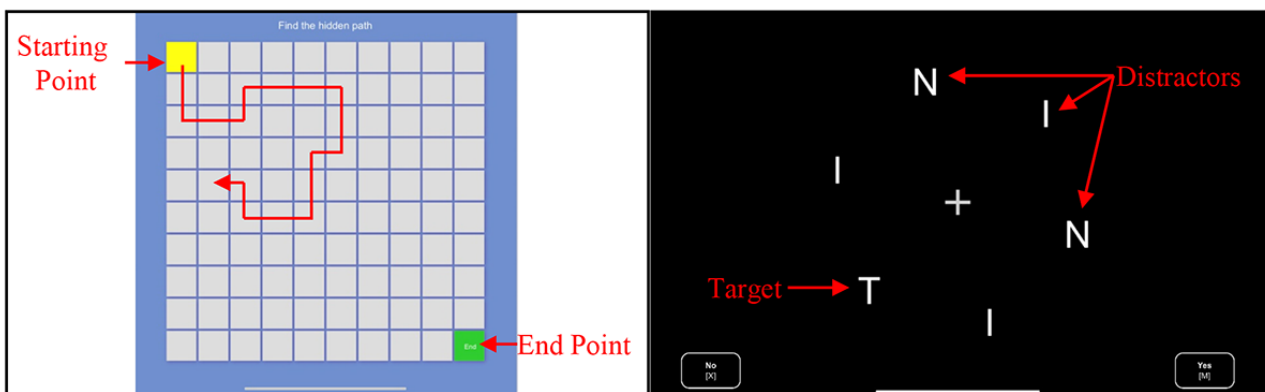 Find the hidden path
Starting
Point
End
End Point
N
Distractors
I
I
N
Target
T
I
No
[X]
Yes
[M]